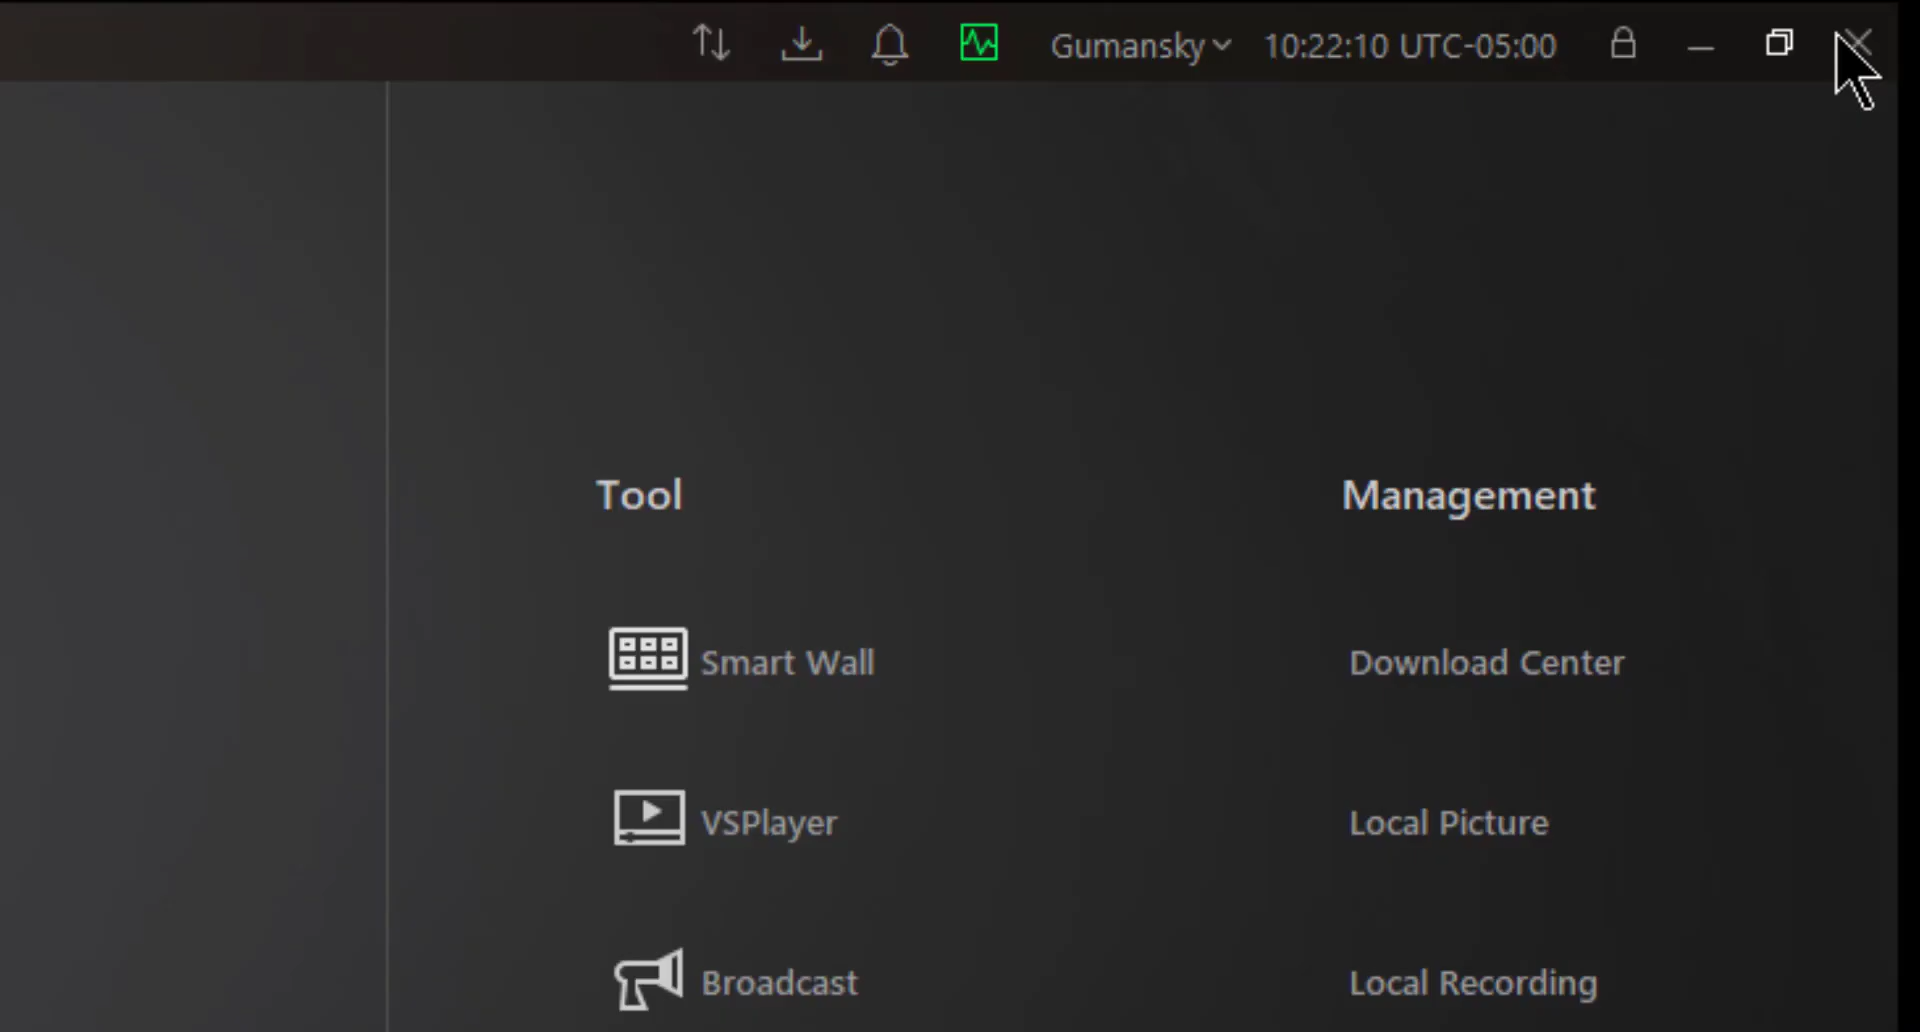 Gumansky 10:22:10 UTC-05:00
Tool
Management
Smart Wall
Download Center
VSPlayer
Local Picture
Broadcast
Local Recording